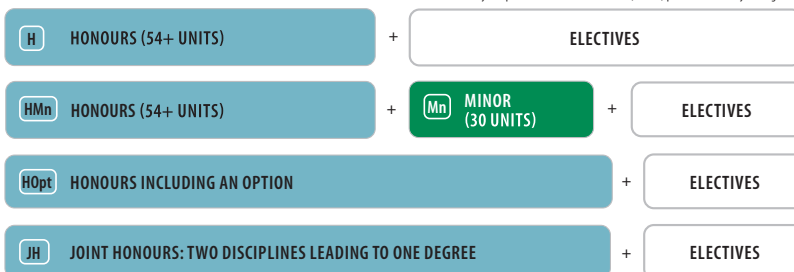 H HONOURS (54+ UNITS) + ELECTIVES
HMn HONOURS (54+ UNITS) + Mn MINOR
(30 UNITS) + ELECTIVES
HOpt HONOURS INCLUDING AN OPTION + ELECTIVES
JH JOINT HONOURS: TWO DISCIPLINES LEADING TO ONE DEGREE + ELECTIVES